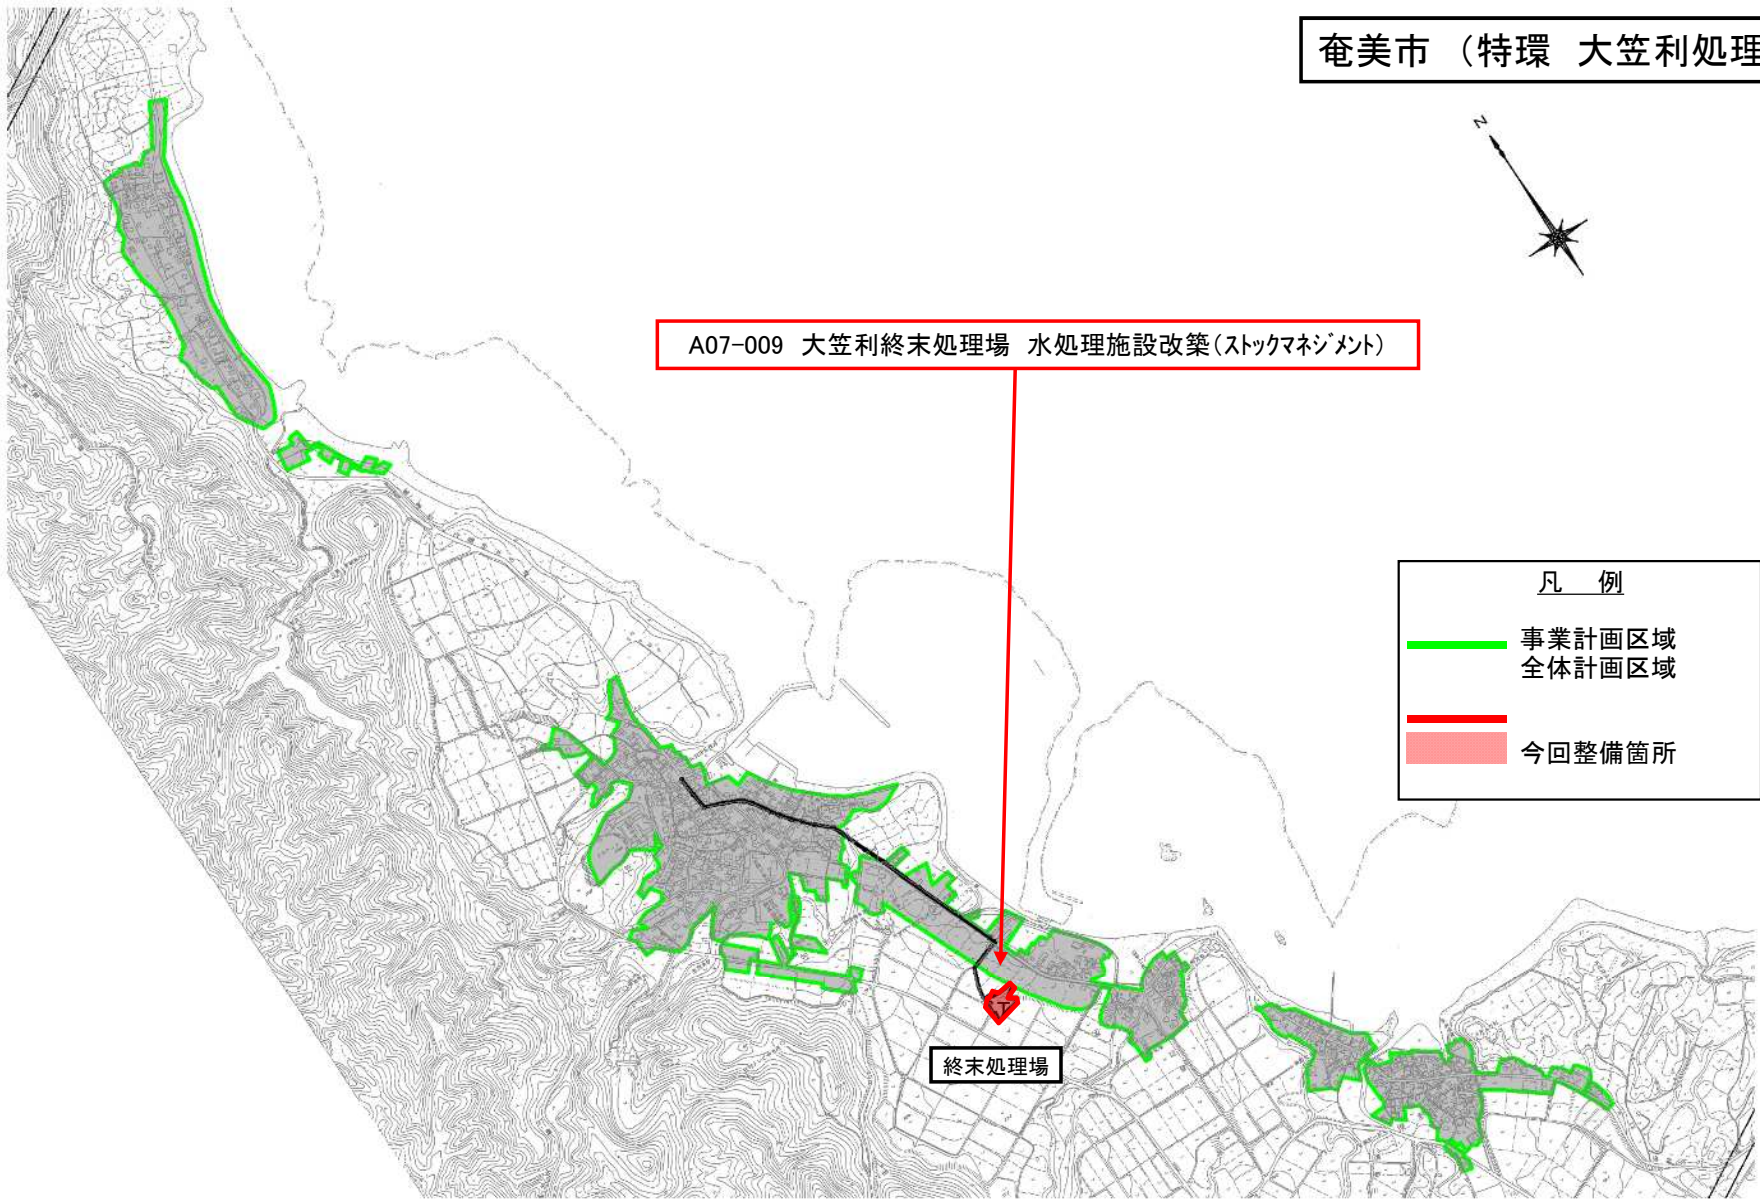 奄美市 （特環 大笠利処理
N
A07-009 大笠利終末処理場 水処理施設改築(ｽﾄｯｸﾏﾈｼﾞﾒﾝﾄ)
凡 例
事業計画区域
全体計画区域
今回整備箇所
終末処理場